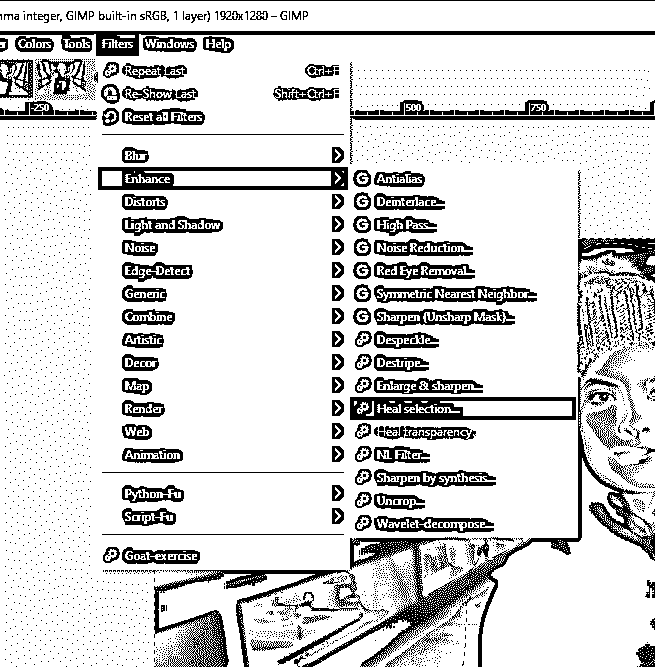 mma integer, GIMP built-in sRGB, 1 layer) 1920x1280 – GIMP
Colors Tools Filters Windows Help
Repeat Last Ctrl+F
Re-Show Last Shift+Ctrl+F
Reset all Filters
-250 500 750
Blur
Enhance
Distorts
Light and Shadow
Noise
Edge-Detect
Generic
Combine
Artistic
Decor
Map
Render
Web
Animation
Python-Fu
Script-Fu
Goat-exercise
Antialias
Deinterlace...
High Pass...
Noise Reduction...
Red Eye Removal...
Symmetric Nearest Neighbor...
Sharpen (Unsharp Mask)...
Despeckle...
Destripe...
Enlarge & sharpen...
Heal selection...
Heal transparency...
NL Filter...
Sharpen by synthesis...
Uncrop...
Wavelet-decompose...